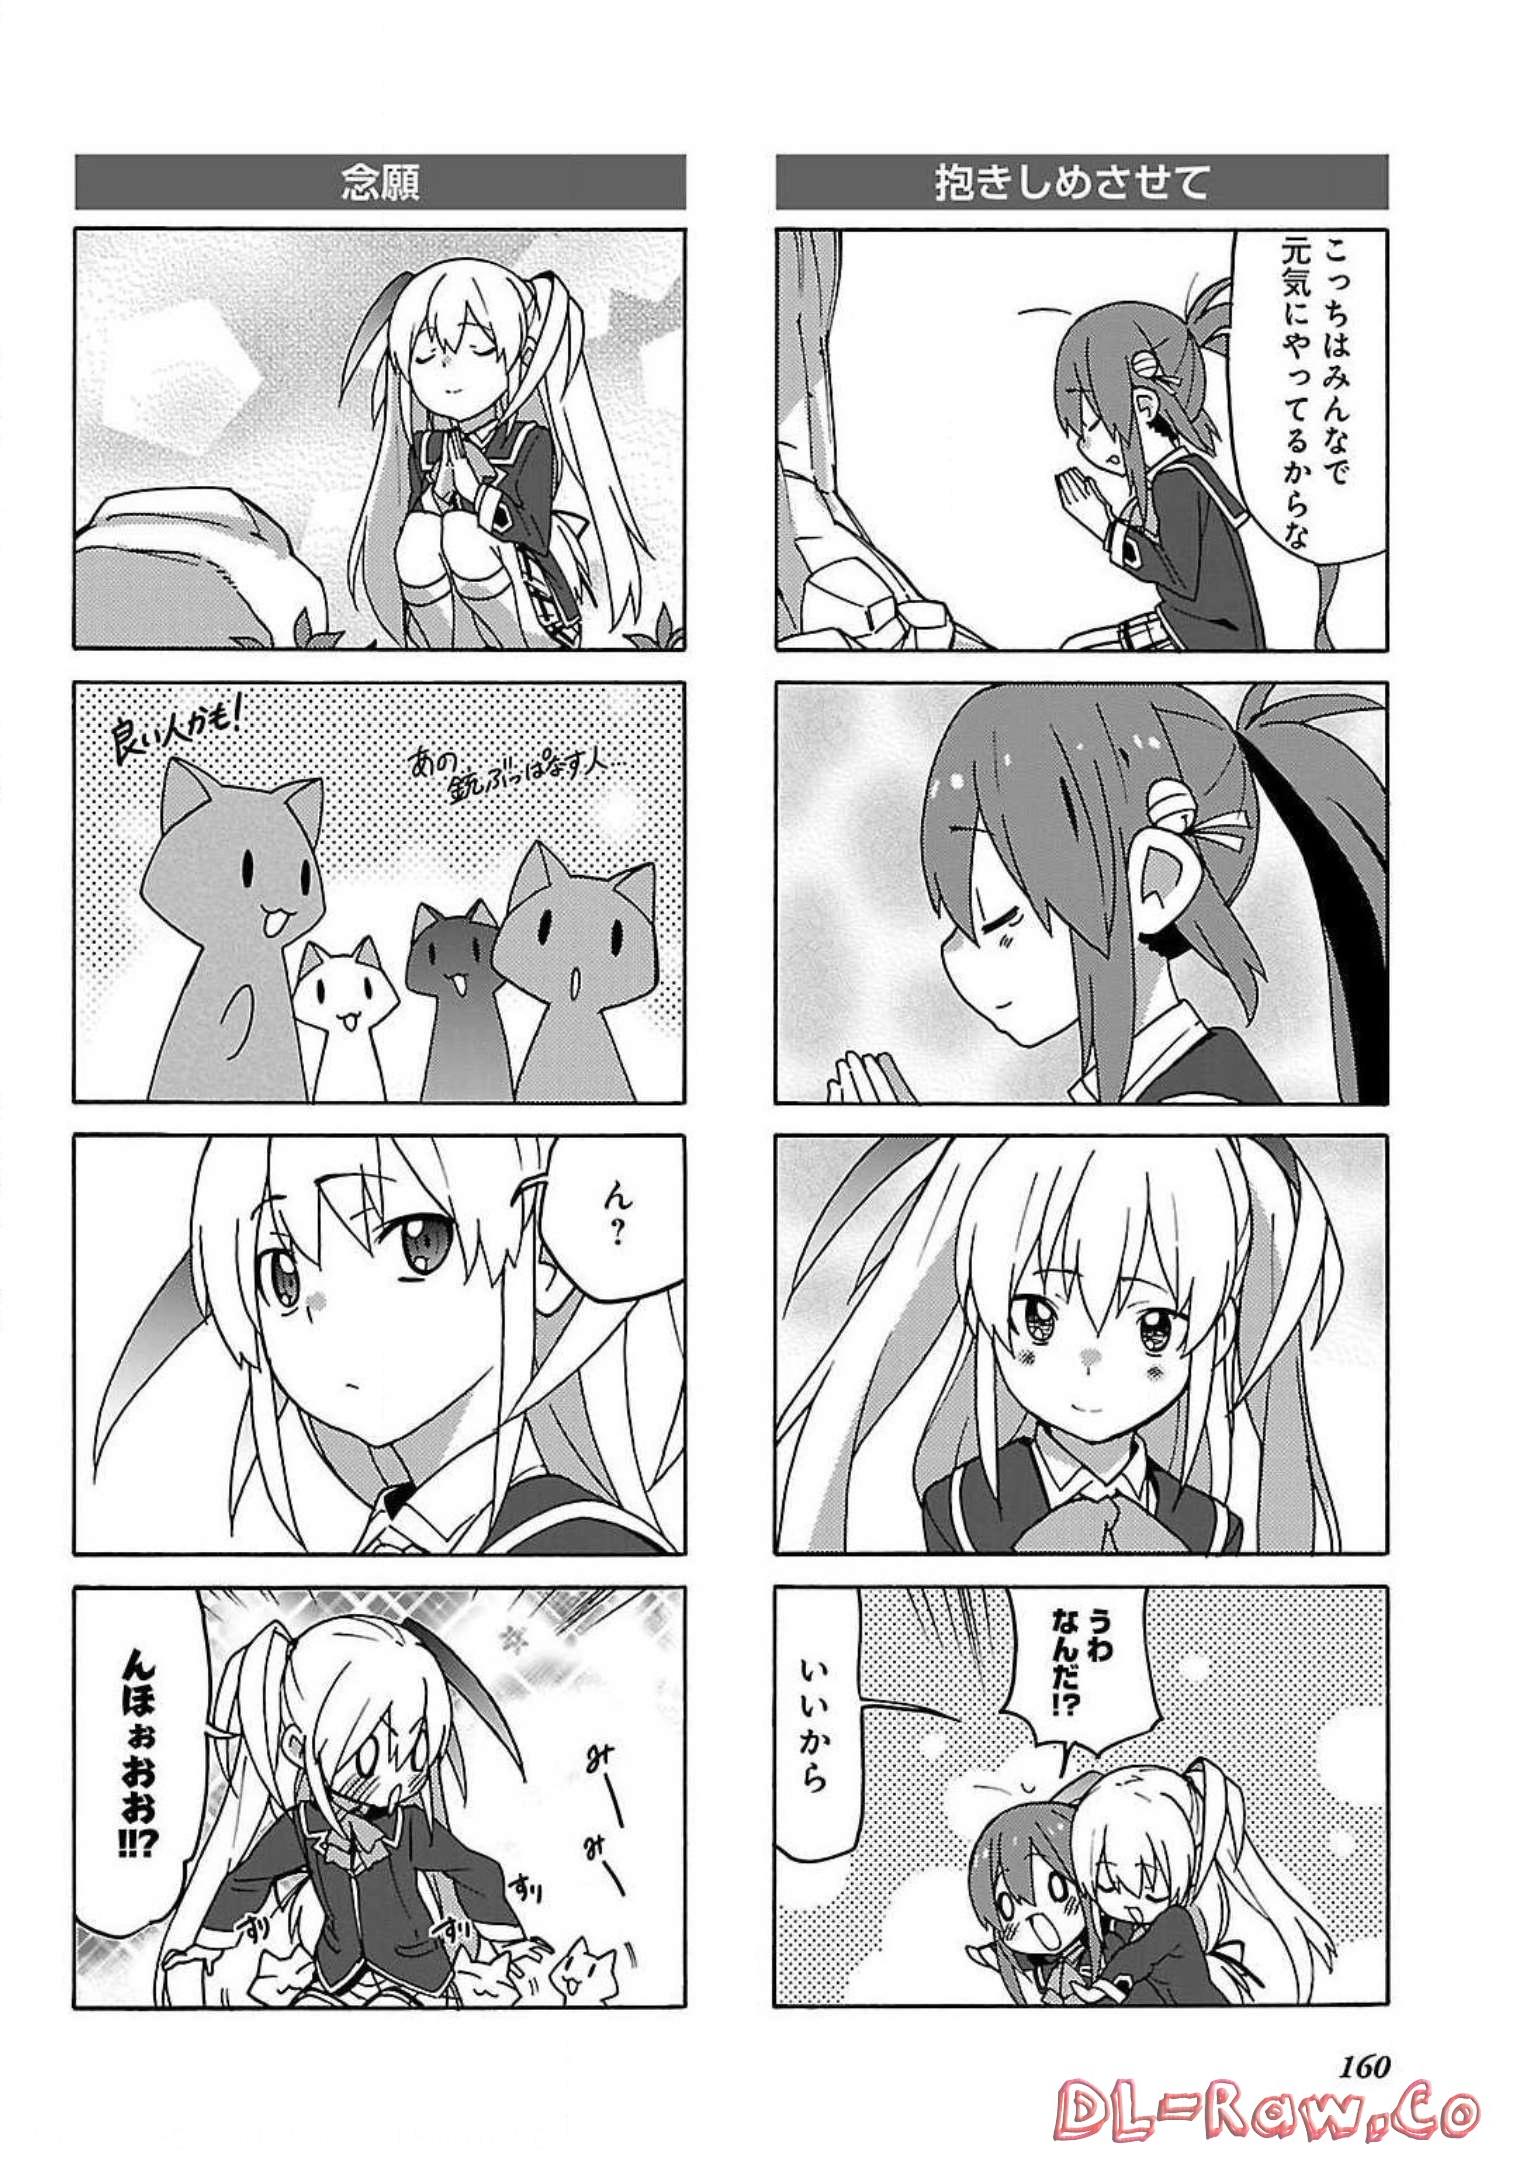 抱きしめさせて
こっちはみんなで
元気にやってるからな
うわ
なんだ!?
いいから
念願
良い人かも!
あの
銃ぶっぱなす人…
ん?
んほぉおお!!?
みー
みー
すり
すり
すり
160
DL-Raw.Co